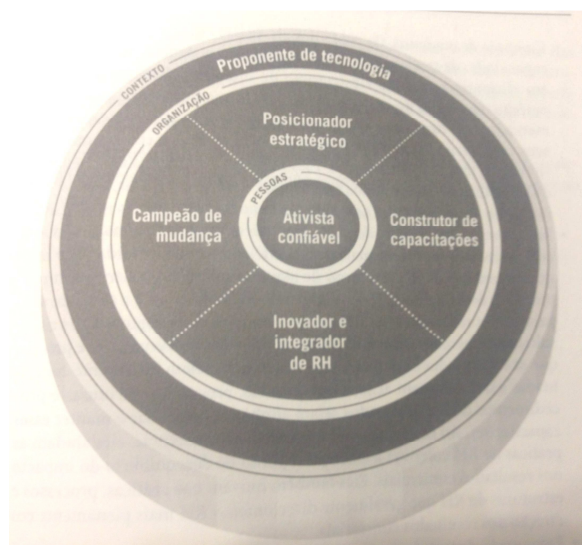 CONTEXTO
Proponente de tecnologia
ORGANIZAÇÃO
Posicionador
estratégico
PESSOAS
Campeão de
mudança
Ativista
confiável
Construtor de
capacitações
Inovador e
integrador
de RH